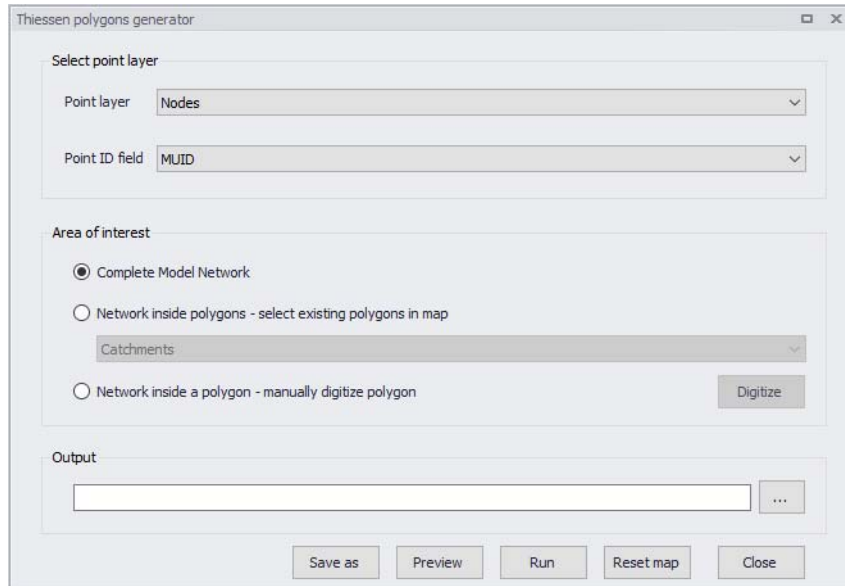 Thiessen polygons generator
Select point layer
Point layer Nodes
Point ID field MUID
Area of interest
Complete Model Network
Network inside polygons - select existing polygons in map
Catchments
Network inside a polygon - manually digitize polygon Digitize
Output
...
Save as Preview Run Reset map Close